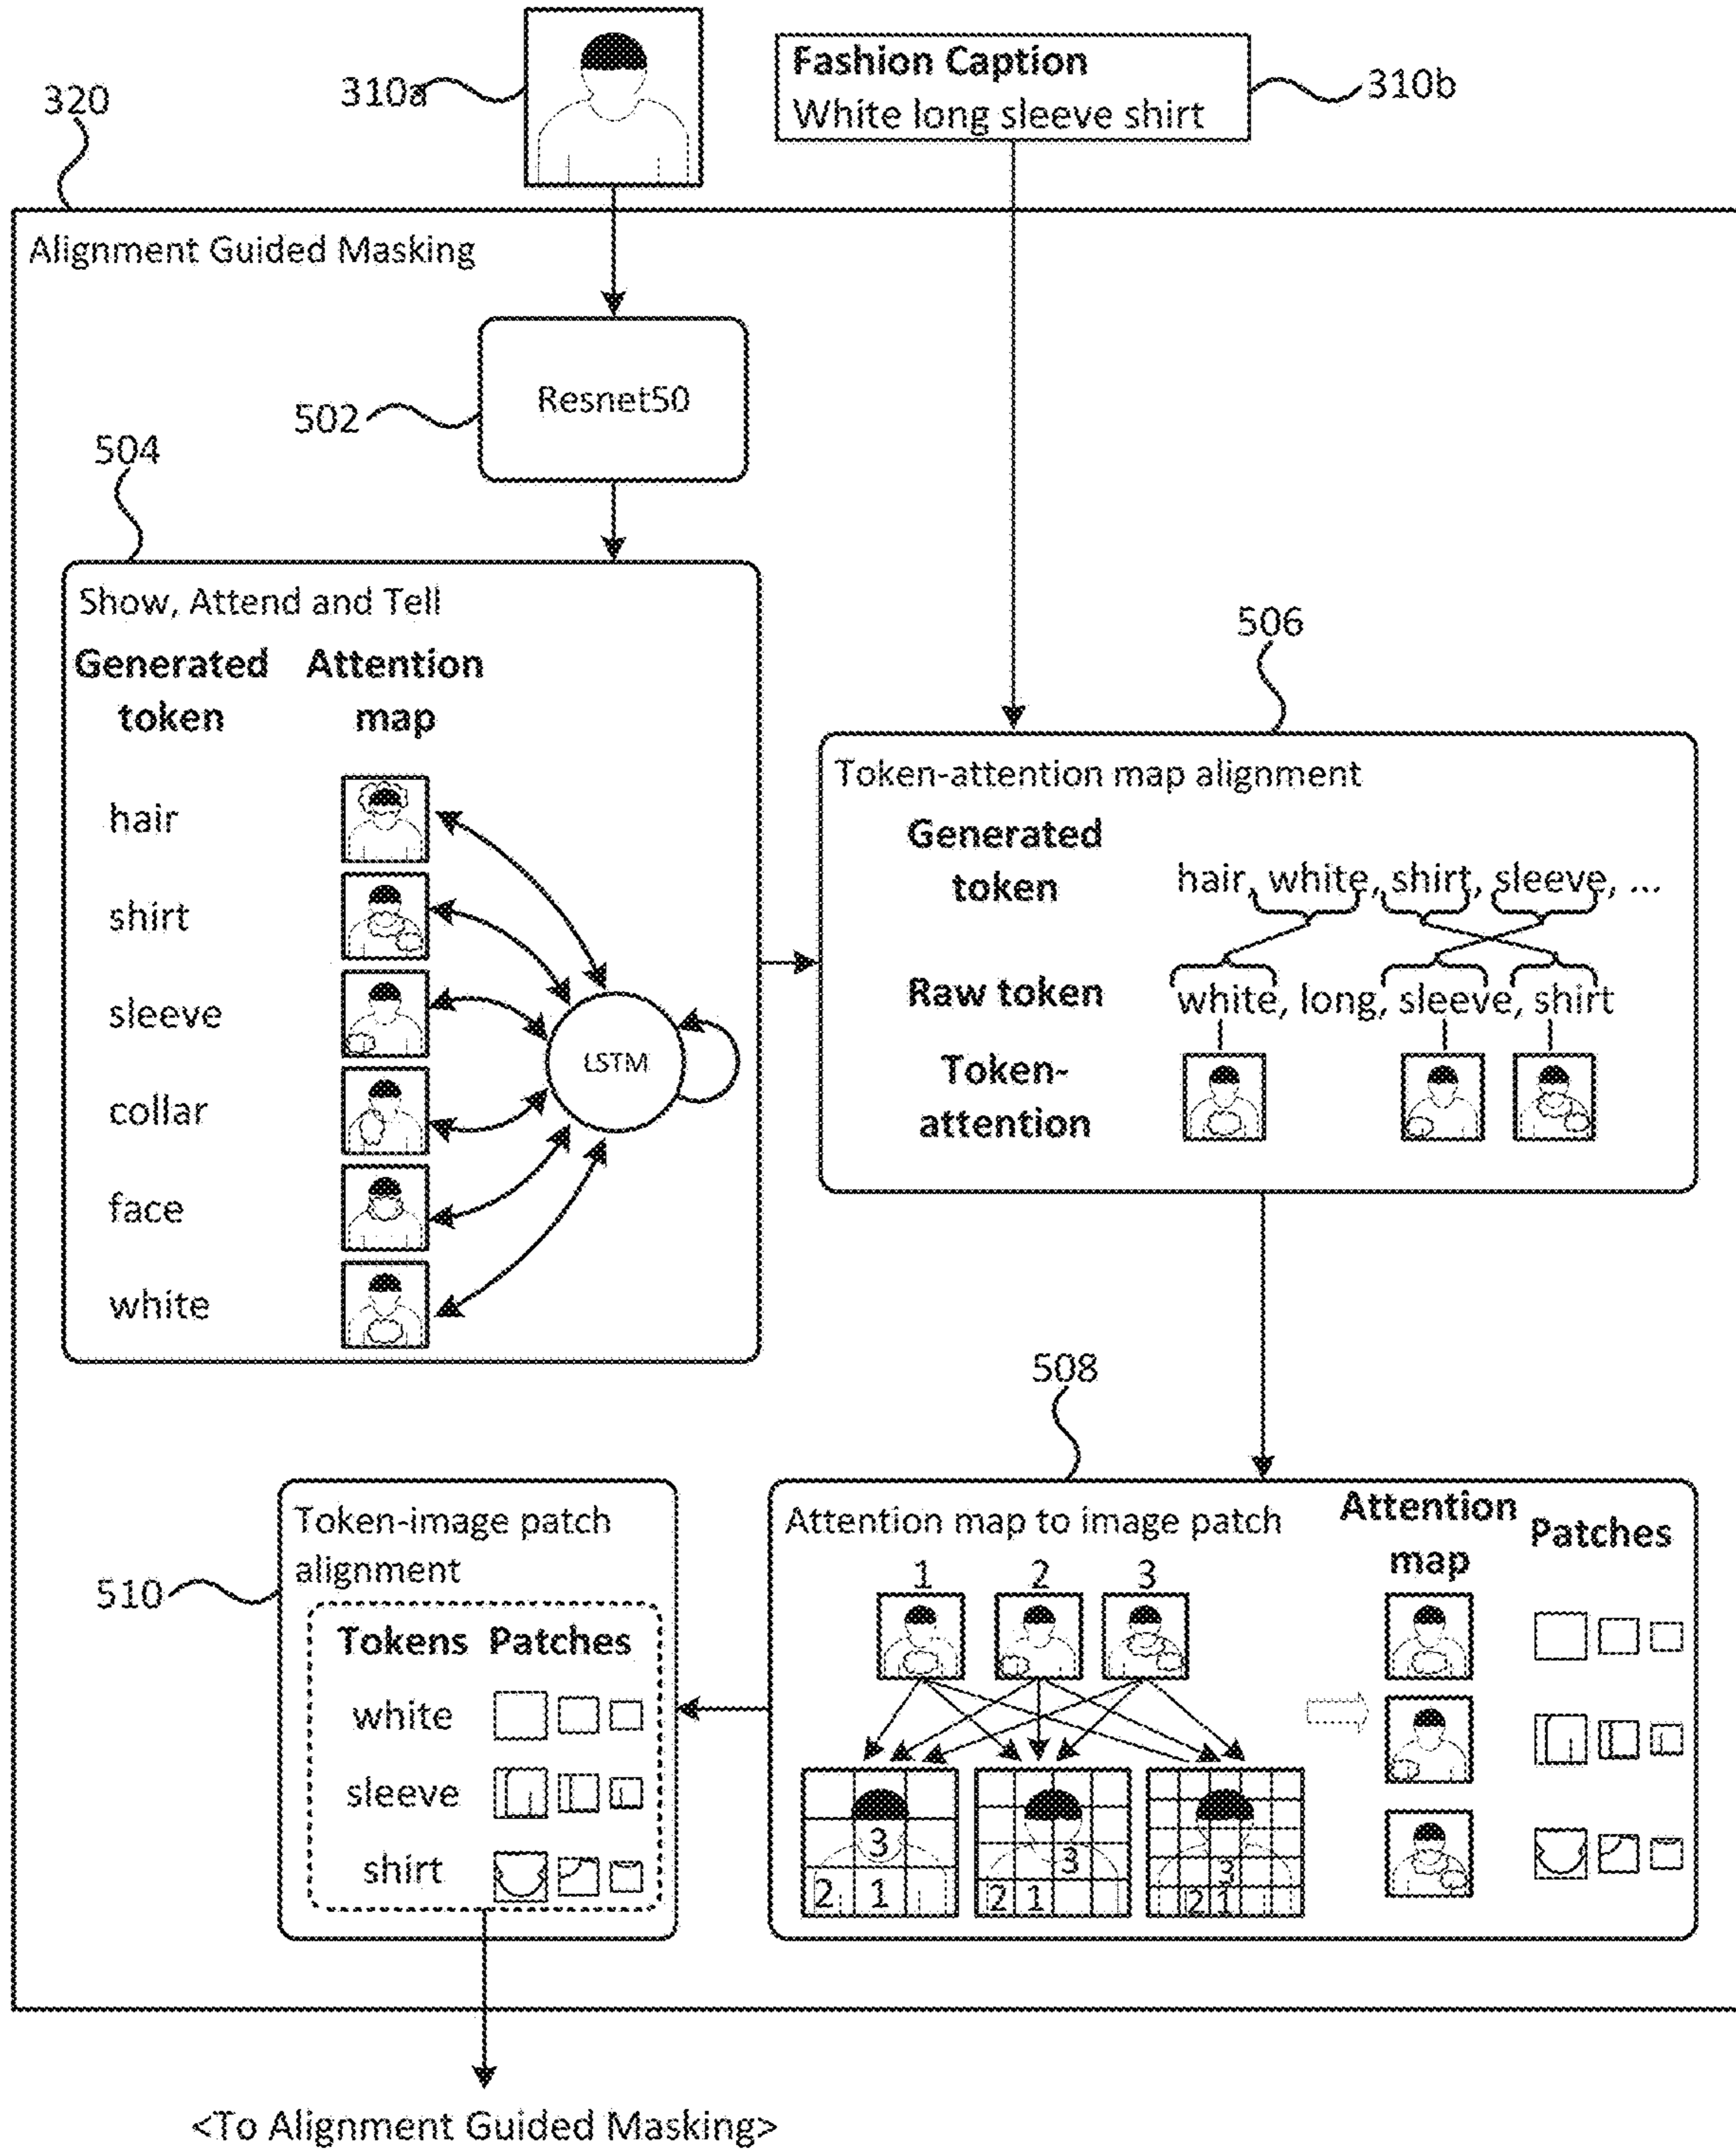 310a
Fashion Caption
White long sleeve shirt
310b
320
Alignment Guided Masking
Resnet50
502
504
Show, Attend and Tell
Generated token
Attention map
hair
shirt
sleeve
collar
face
white
LSTM
506
Token-attention map alignment
Generated
token
hair, white, shirt, sleeve, ...
Raw token
white, long, sleeve, shirt
Token-
attention
508
Attention map to image patch
1 2 3
Attention
map
Patches
3
2 1
3
2 1
3
2 1
510
Token-image patch
alignment
Tokens Patches
white
sleeve
shirt
<To Alignment Guided Masking>